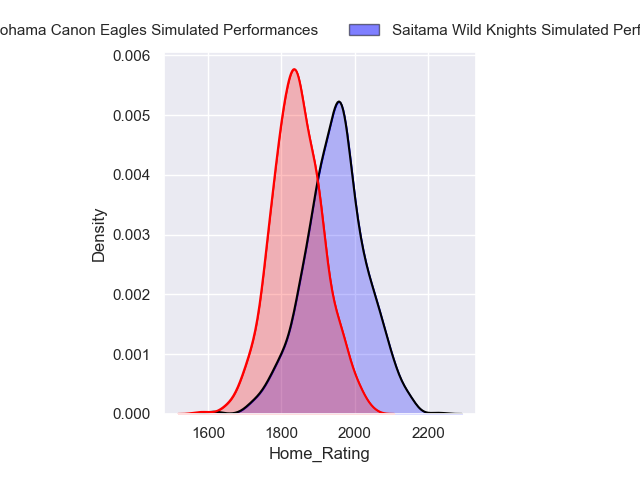 ohama Canon Eagles Simulated Performances
Saitama Wild Knights Simulated Perf
0.006
0.005
0.004
0.003
0.002
0.001
0.000
Density
1600 1800 2000 2200
Home_Rating